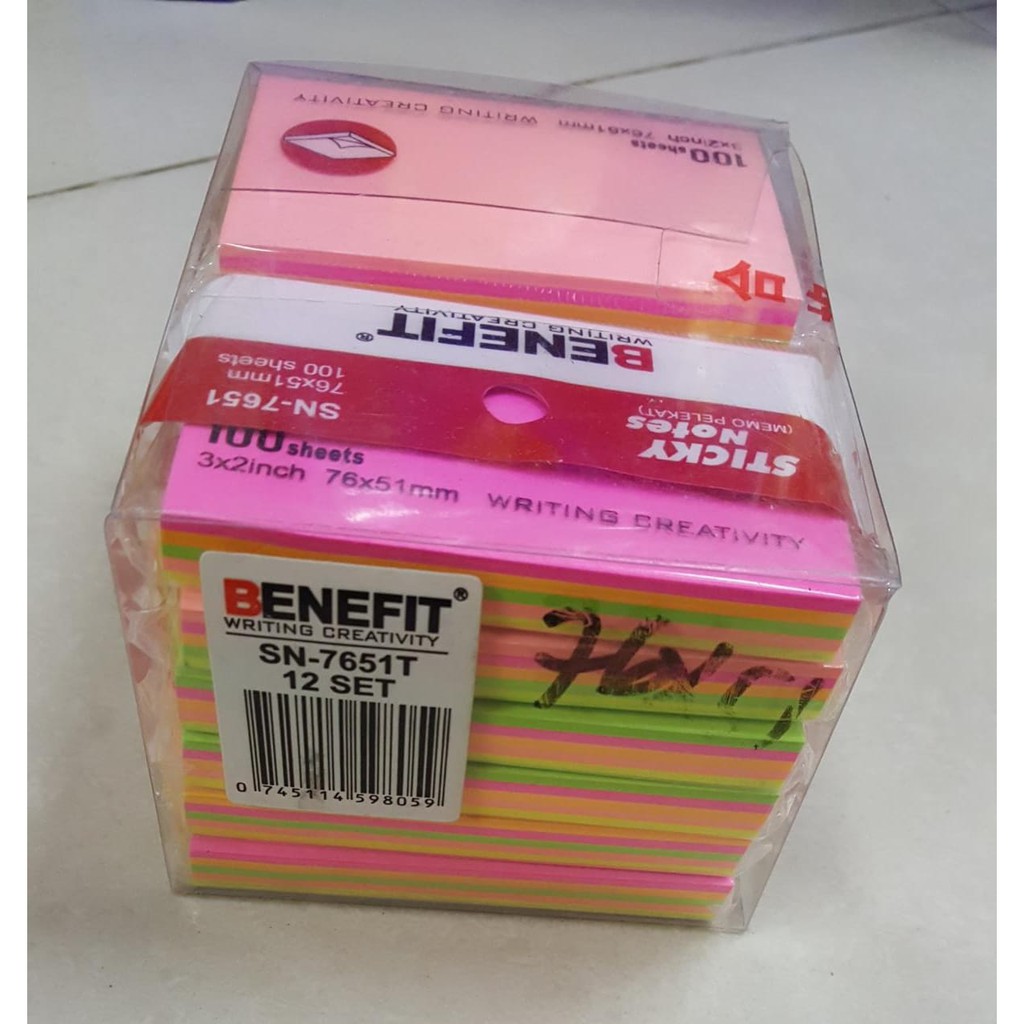 WRITING CREATIVITY
3x2inch 76x51mm
100 sheets
合
BENEFIT®
WRITING CREATIVITY
SN-7651
76x51mm
100 sheets
STICKY
Notes
(MEMO PELEKAT)
100 sheets
3x2inch 76x51mm WRITING CREATIVITY
BENEFIT®
WRITING CREATIVITY
SN-7651T
12 SET
0 745114 598059